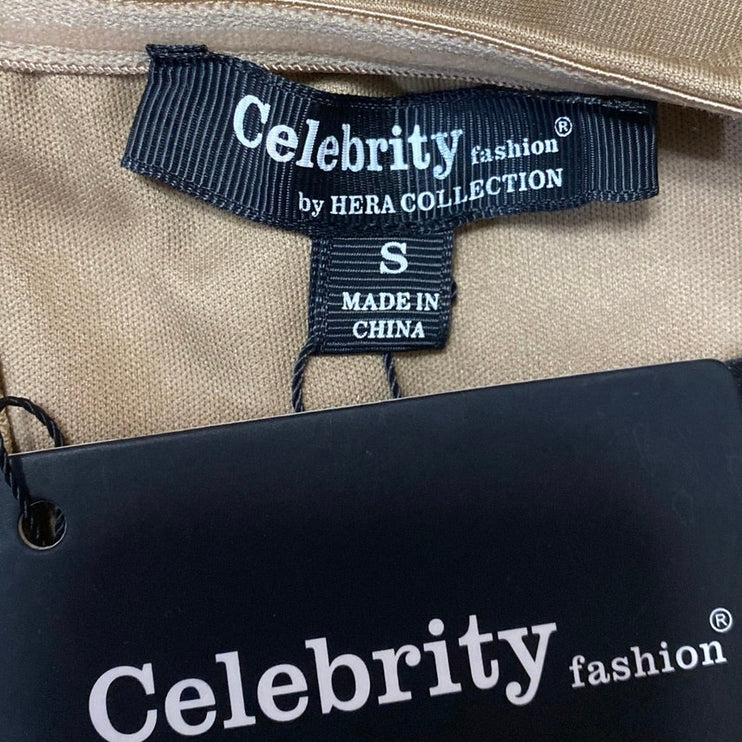 Celebrity fashion®
by HERA COLLECTION
S
MADE IN
CHINA
Celebrity fashion®